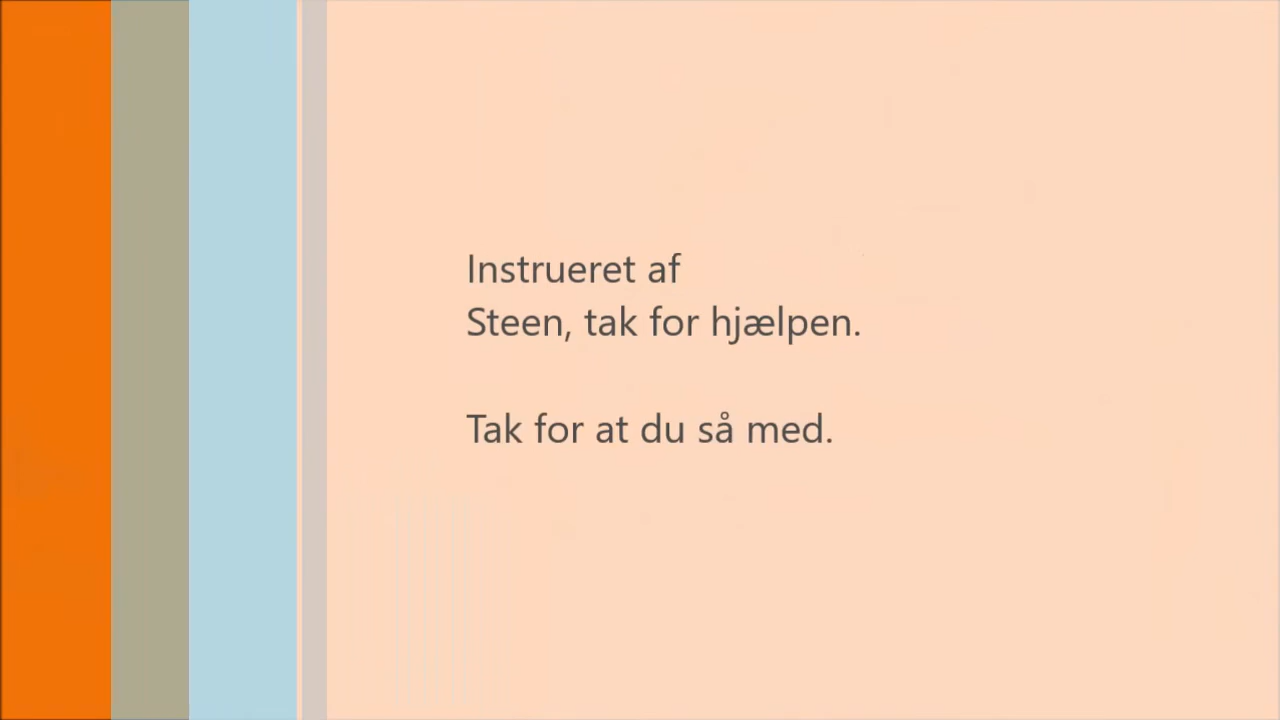 Instrueret af
Steen, tak for hjælpen.
Tak for at du så med.